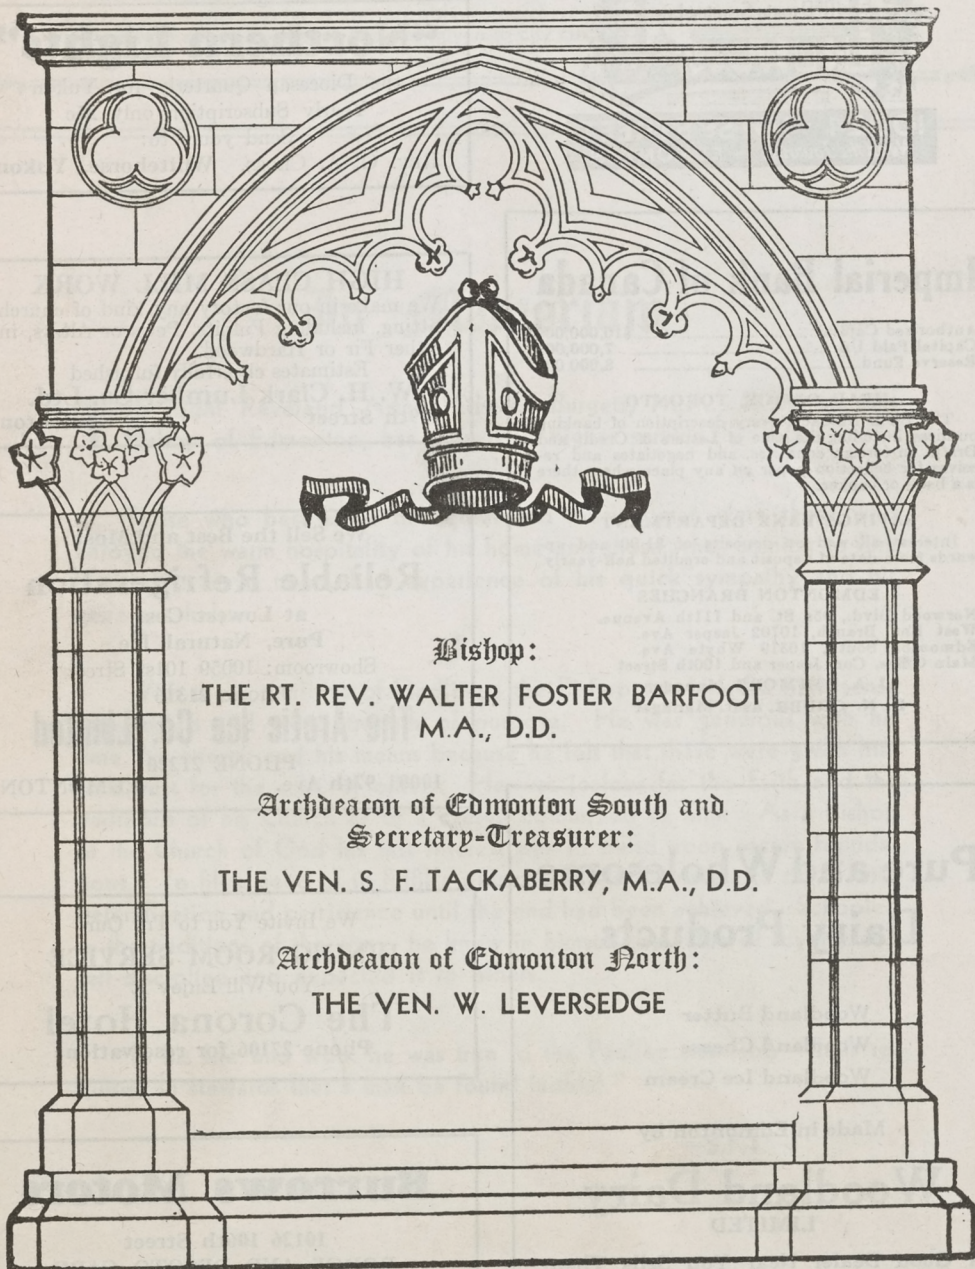 Bishop:
THE RT. REV. WALTER FOSTER BARFOOT
M.A., D.D.
Archdeacon of Edmonton South and
Secretary-Treasurer:
THE VEN. S. F. TACKABERRY, M.A., D.D.
Archdeacon of Edmonton North:
THE VEN. W. LEVERSEDGE